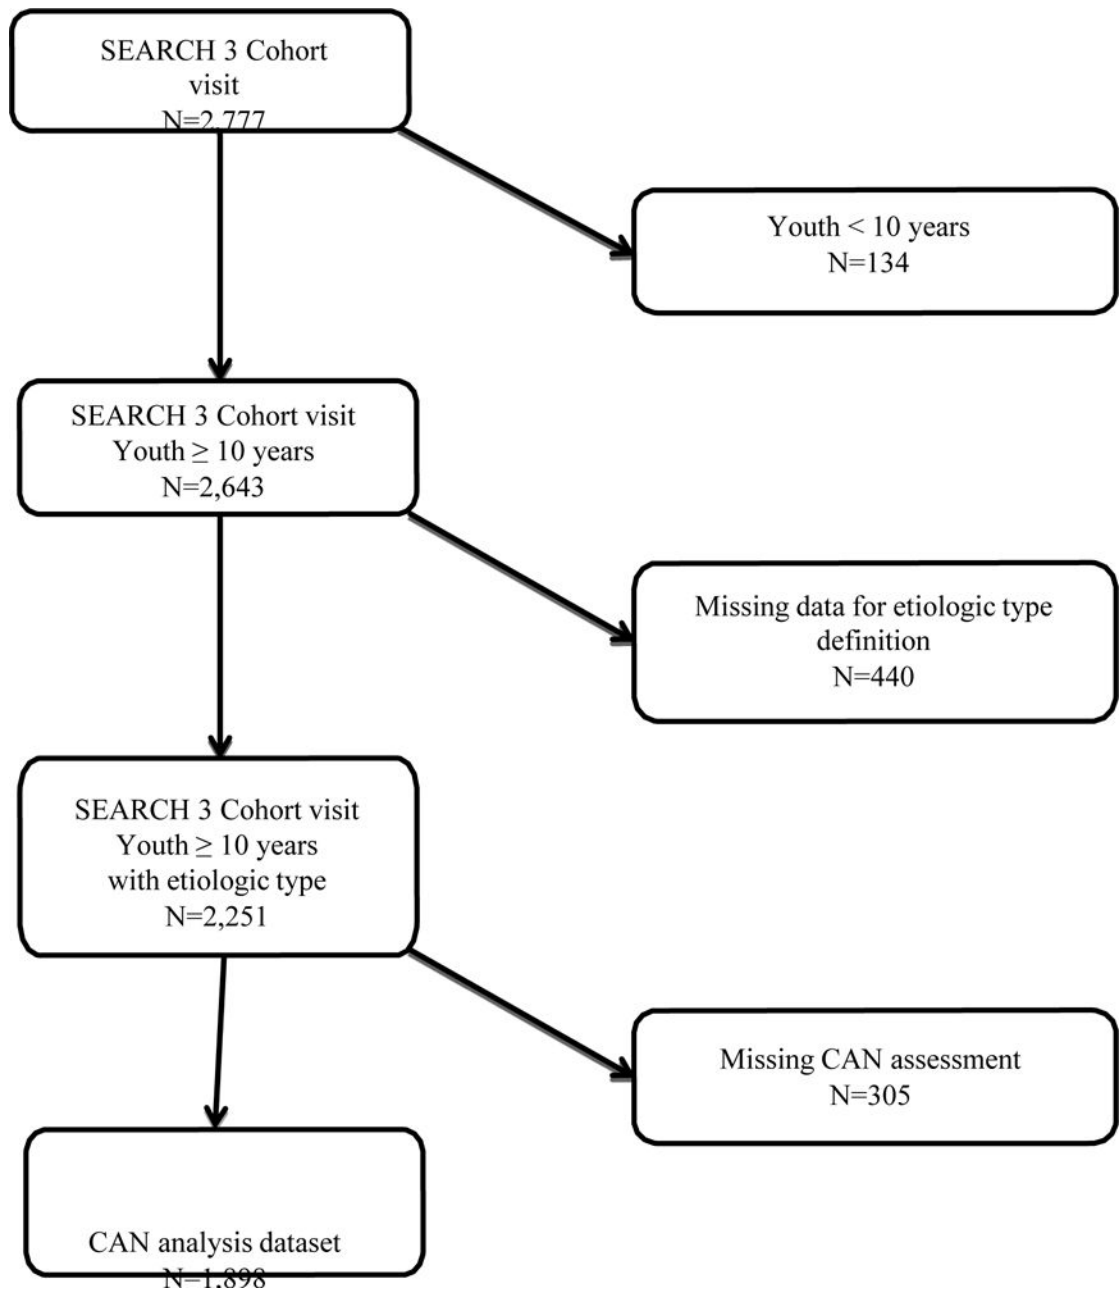 SEARCH 3 Cohort
visit
N=2,777
Youth < 10 years
N=134
SEARCH 3 Cohort visit
Youth ≥ 10 years
N=2,643
Missing data for etiologic type
definition
N=440
SEARCH 3 Cohort visit
Youth ≥ 10 years
with etiologic type
N=2,251
Missing CAN assessment
N=305
CAN analysis dataset
N=1,898